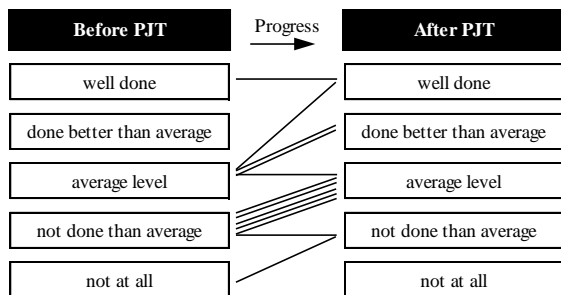 Before PJT
Progress
After PJT
well done
well done
done better than average
done better than average
average level
average level
not done than average
not done than average
not at all
not at all